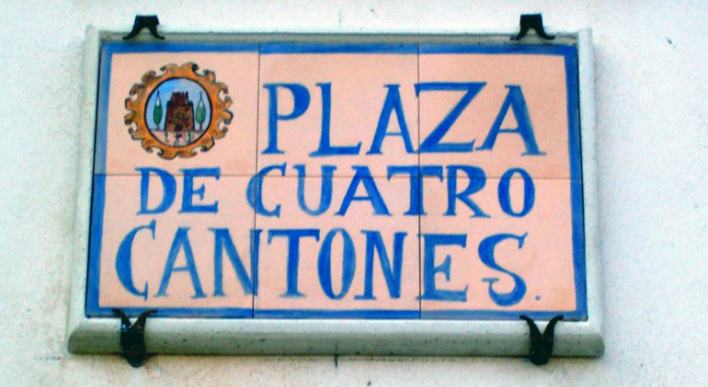 PLAZA
DE CUATRO
CANTONES.